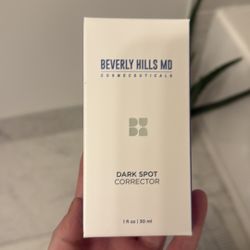 BEVERLY HILLS MD
COSMECEUTICALS
DARK SPOT
CORRECTOR
1 fl oz | 30 ml